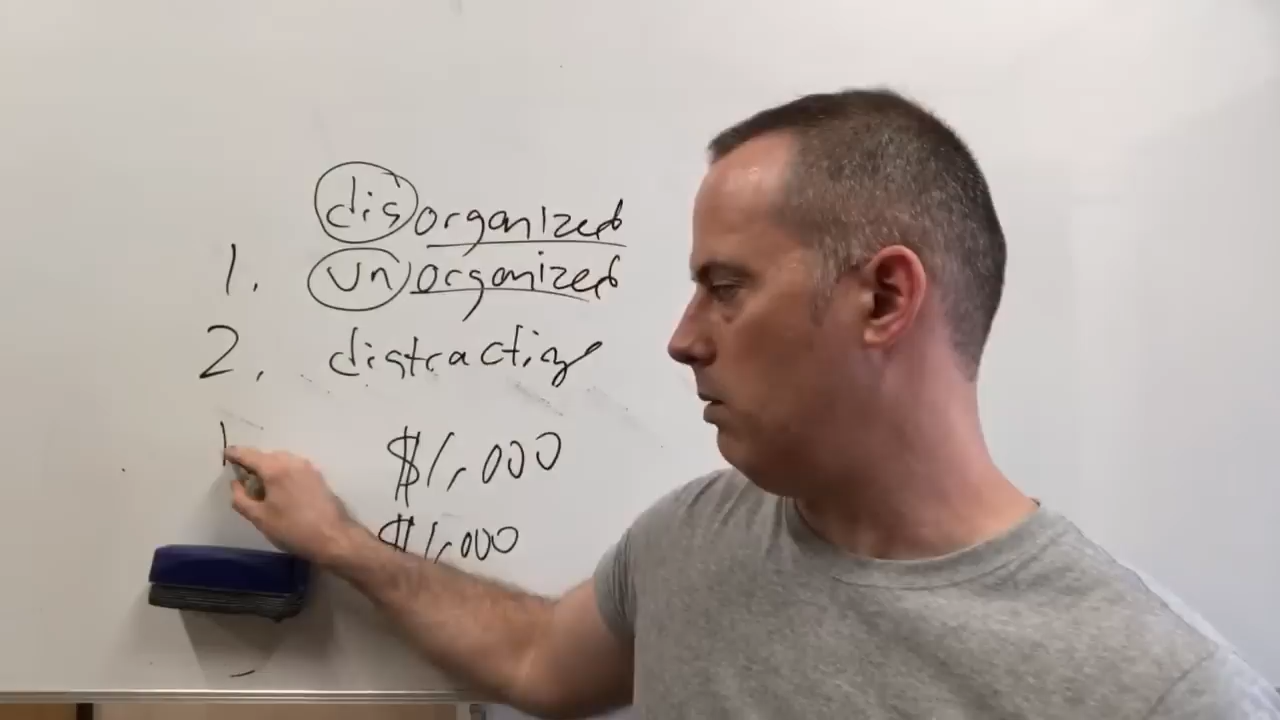 disorganized
1. unorganized
2. distracting
$1,000
$1,000